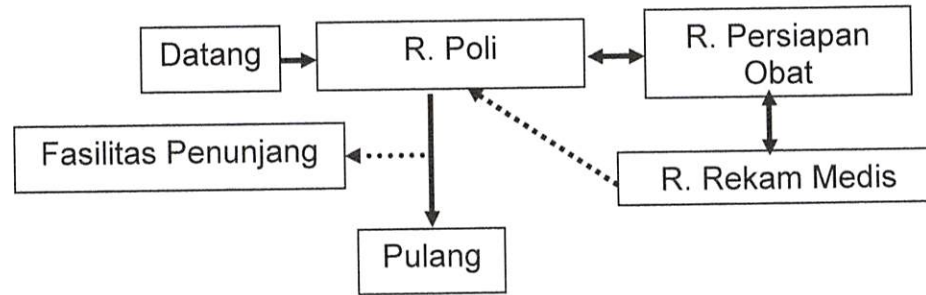 Datang
R. Poli
R. Persiapan
Obat
Fasilitas Penunjang
R. Rekam Medis
Pulang